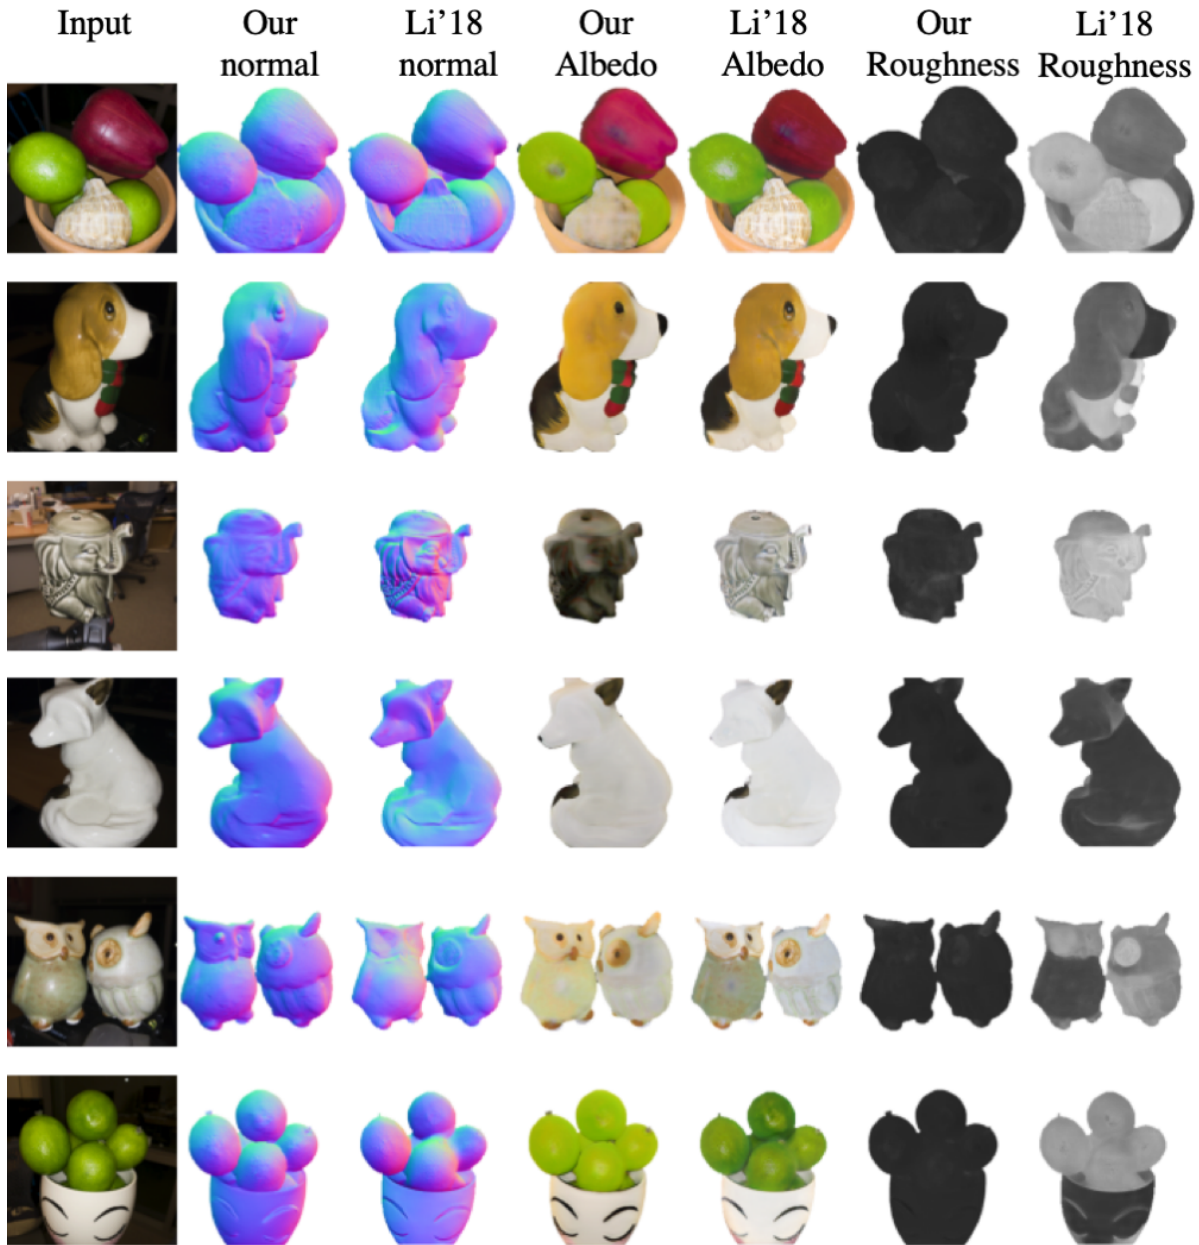 Input
Our normal
Li’18 normal
Our Albedo
Li’18 Albedo
Our Roughness
Li’18 Roughness